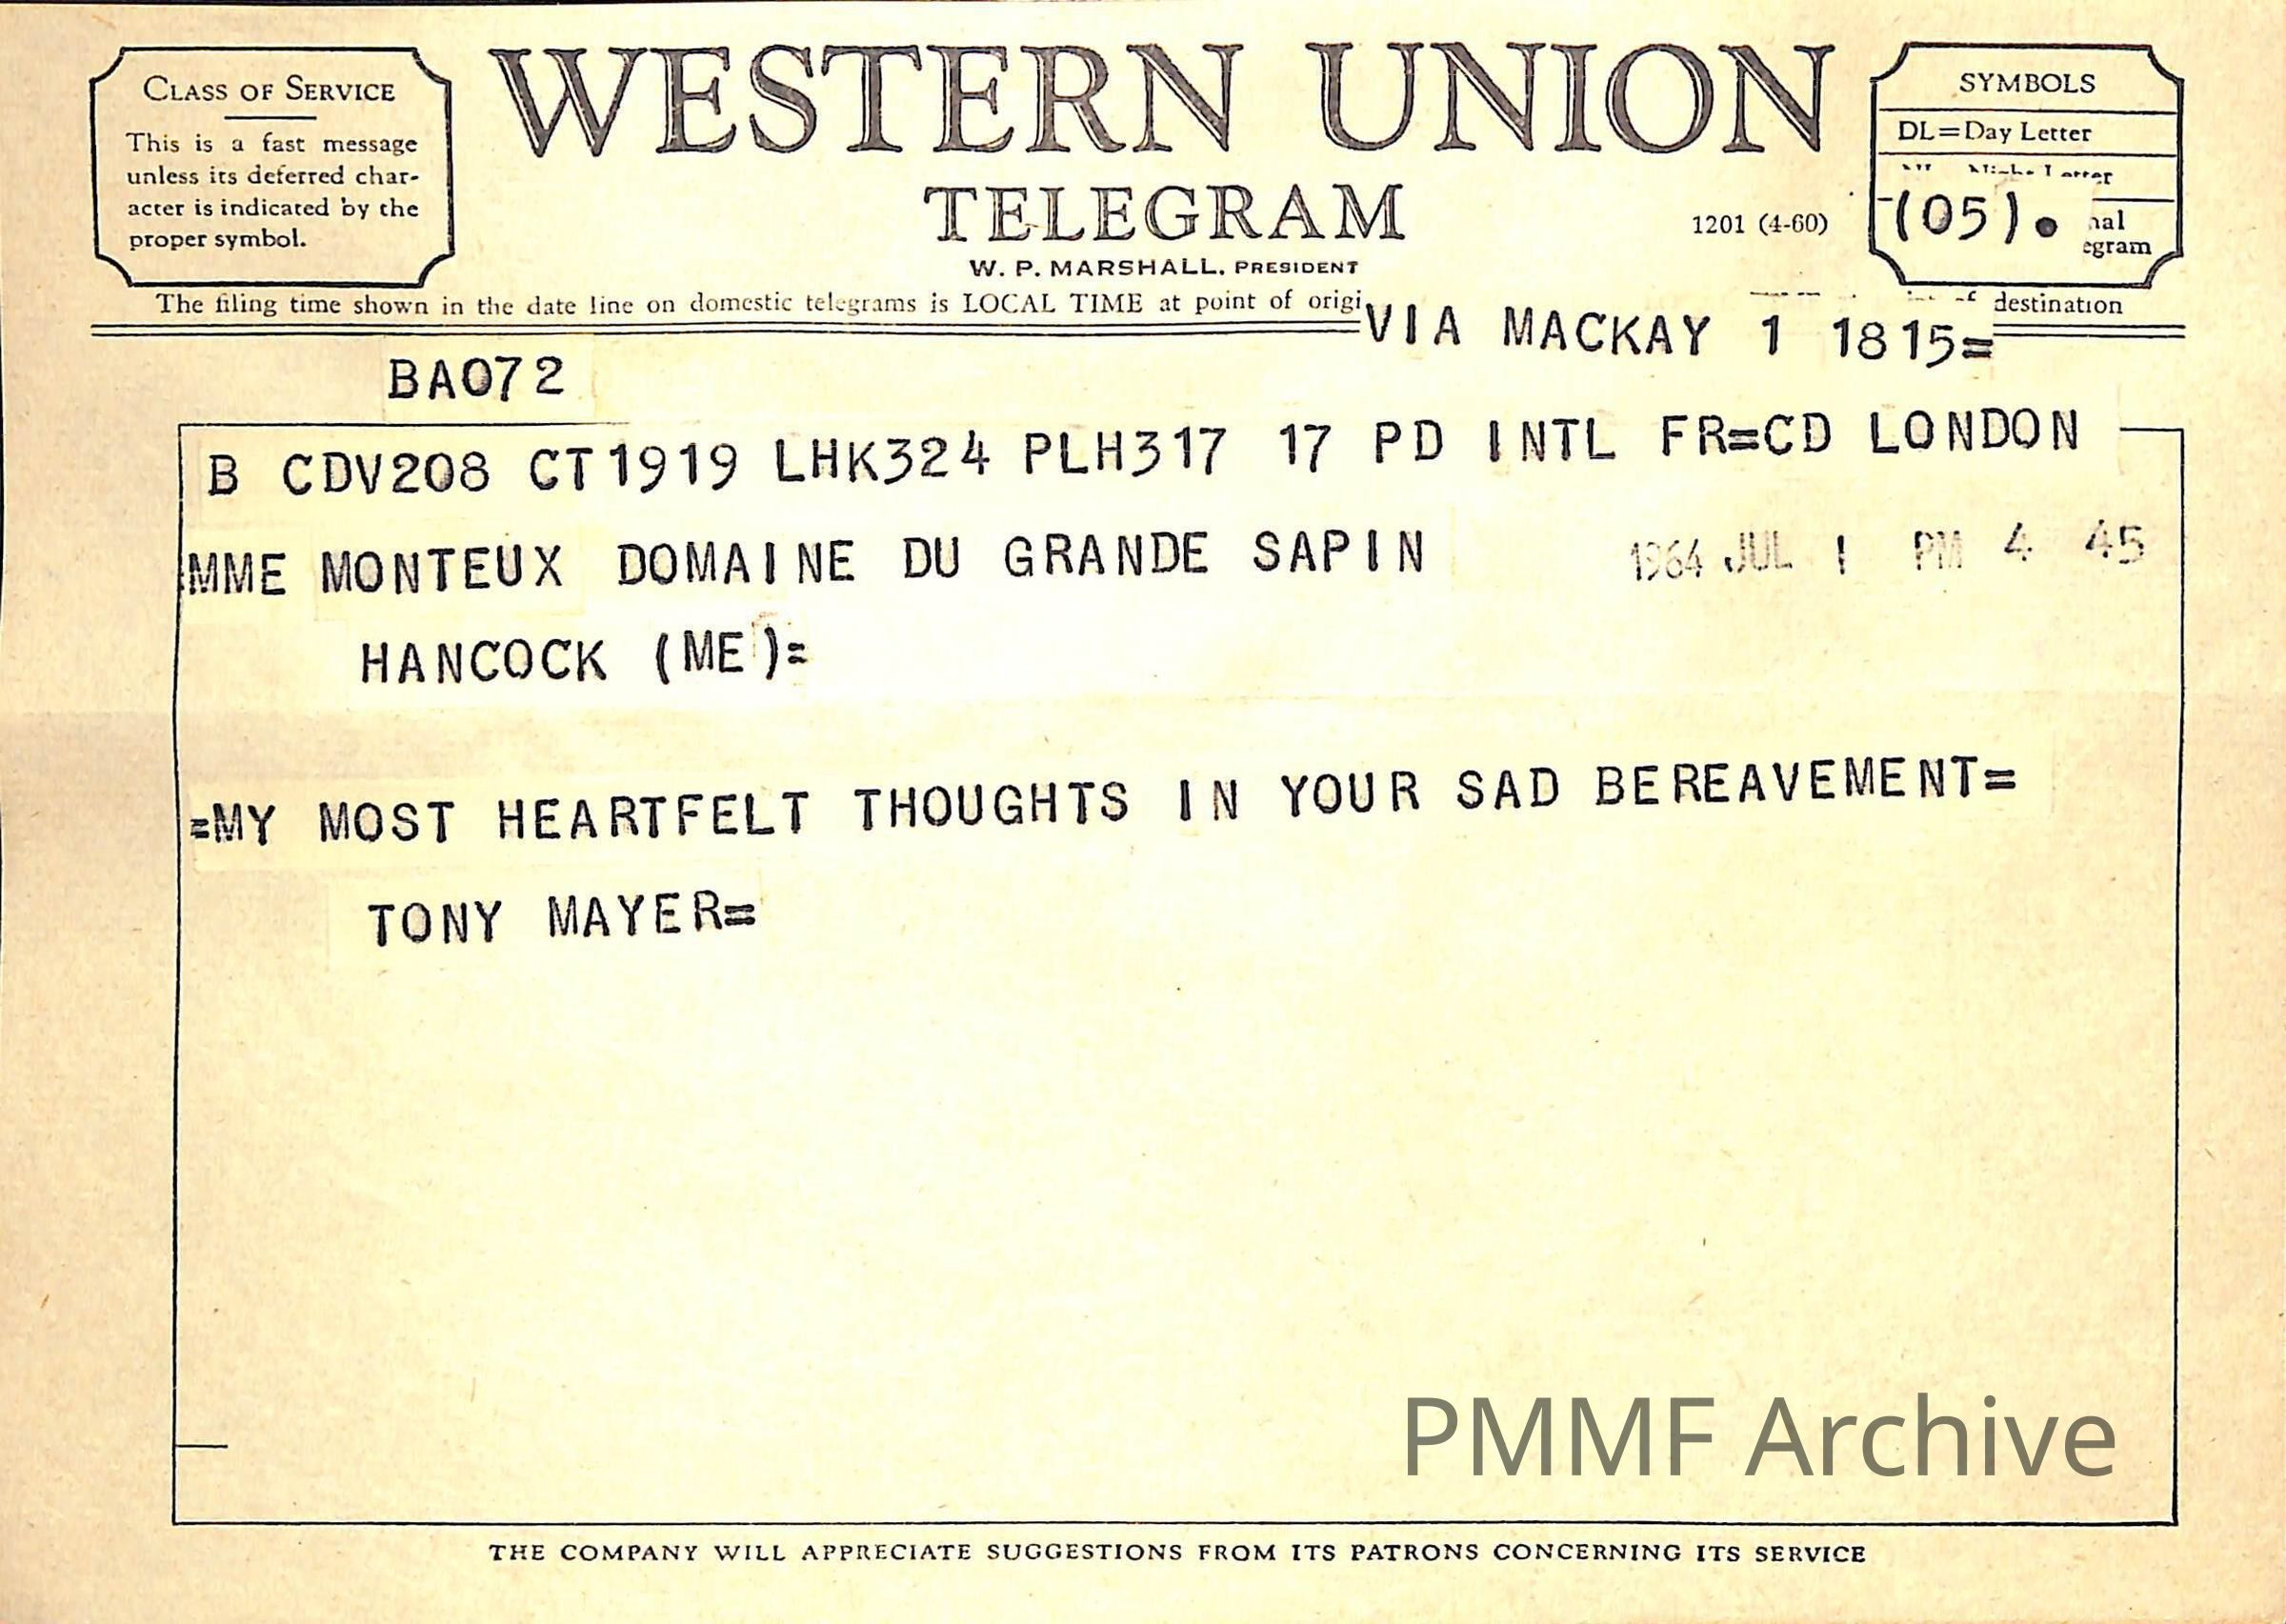 CLASS OF SERVICE
This is a fast message
unless its deferred char-
acter is indicated by the
proper symbol.
WESTERN UNION
TELEGRAM
W. P. MARSHALL, PRESIDENT
1201 (4-60)
SYMBOLS
DL=Day Letter
Letter
(05).
egram
The filing time shown in the date line on domestic telegrams is LOCAL TIME at point of origi
destination
VIA MACKAY 1 1815=
BA072
B CDV208 CT1919 LHK324 PLH317 17 PD INTL FR=CD LONDON
MME MONTEUX DOMAINE DU GRANDE SAPIN
1964 JUL 1 PM 4 45
HANCOCK (ME)=
=MY MOST HEARTFELT THOUGHTS IN YOUR SAD BEREAVEMENT=
TONY MAYER=
PMMF Archive
THE COMPANY WILL APPRECIATE SUGGESTIONS FROM ITS PATRONS CONCERNING ITS SERVICE